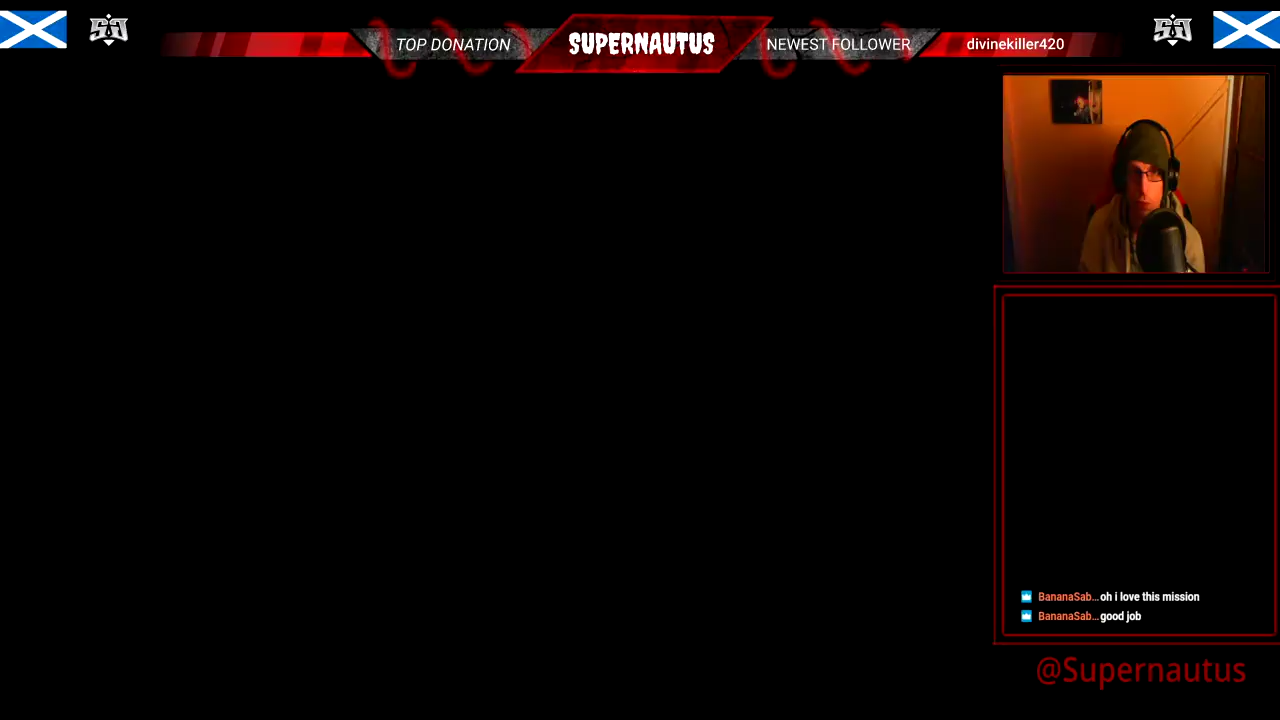 TOP DONATION
SUPERNAUTUS
NEWEST FOLLOWER
divinekiller420
BananaSab... oh i love this mission
BananaSab... good job
@Supernautus